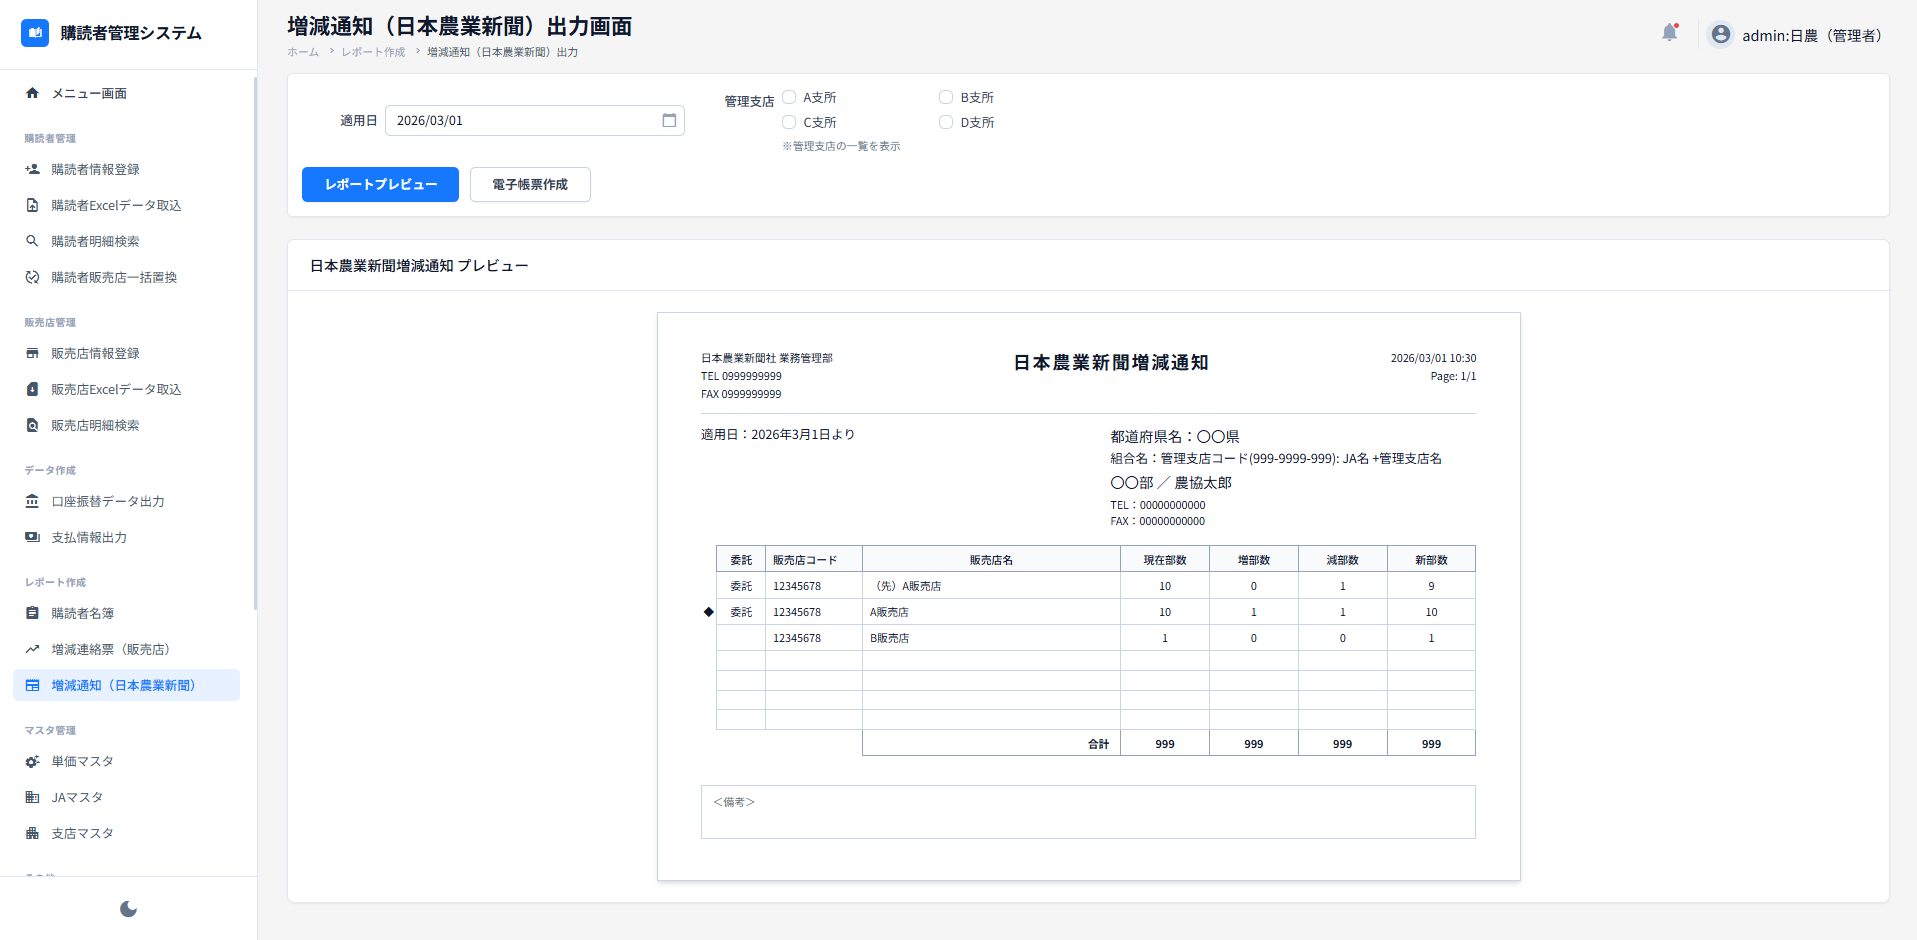 購読者管理システム
メニュー画面
購読者管理
購読者情報登録
購読者Excelデータ取込
購読者明細検索
購読者販売店一括置換
販売店管理
販売店情報登録
販売店Excelデータ取込
販売店明細検索
データ作成
口座振替データ出力
支払情報出力
レポート作成
購読者名簿
増減連絡票（販売店）
増減通知（日本農業新聞）
マスタ管理
単価マスタ
JAマスタ
支店マスタ
増減通知（日本農業新聞）出力画面
ホーム > レポート作成 > 増減通知（日本農業新聞）出力
admin:日農（管理者）
適用日 2026/03/01
管理支店 A支所 B支所
C支所 D支所
※管理支店の一覧を表示
レポートプレビュー 電子帳票作成
日本農業新聞増減通知 プレビュー
日本農業新聞社 業務管理部
TEL 0999999999
FAX 0999999999
日本農業新聞増減通知
2026/03/01 10:30
Page: 1/1
適用日：2026年3月1日より
都道府県名：〇〇県
組合名：管理支店コード(999-9999-999): JA名 +管理支店名
〇〇部 ／ 農協太郎
TEL：00000000000
FAX：00000000000
委託 販売店コード 販売店名 現在部数 増部数 減部数 新部数
委託 12345678 （先）A販売店 10 0 1 9
◆ 委託 12345678 A販売店 10 1 1 10
12345678 B販売店 1 0 0 1
合計 999 999 999 999
＜備考＞